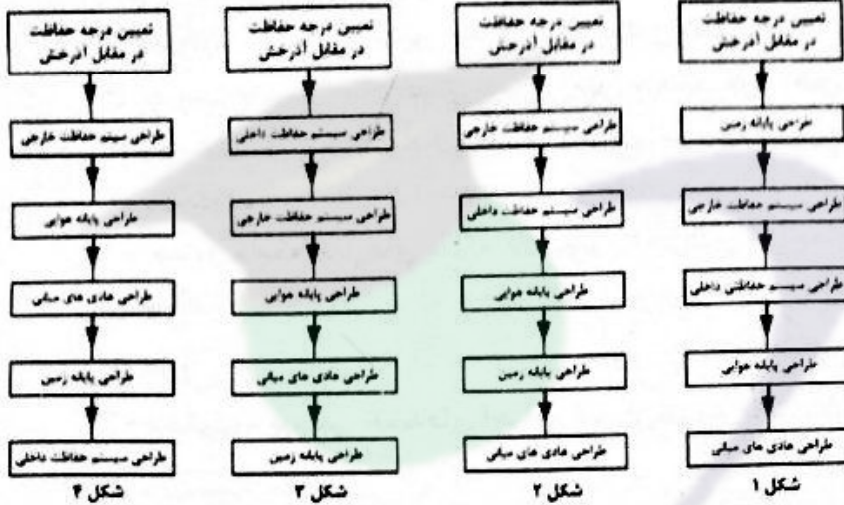 تعیین درجه حفاظت
در مقابل آذرخش
طراحی پایانه زمین
طراحی سیستم حفاظت خارجی
طراحی سیستم حفاظتی داخلی
طراحی پایانه هوایی
طراحی هادی های میانی
شکل ۱
تعیین درجه حفاظت
در مقابل آذرخش
طراحی سیستم حفاظت خارجی
طراحی سیستم حفاظت داخلی
طراحی پایانه هوایی
طراحی پایانه زمین
طراحی هادی های میانی
شکل ۲
تعیین درجه حفاظت
در مقابل آذرخش
طراحی سیستم حفاظت داخلی
طراحی سیستم حفاظت خارجی
طراحی پایانه هوایی
طراحی هادی های میانی
طراحی پایانه زمین
شکل ۳
تعیین درجه حفاظت
در مقابل آذرخش
طراحی سیتم حفاظت خارجی
طراحی پایانه هوایی
طراحی هادی های میانی
طراحی پایانه زمین
طراحی سیستم حفاظت داخلی
شکل ۴